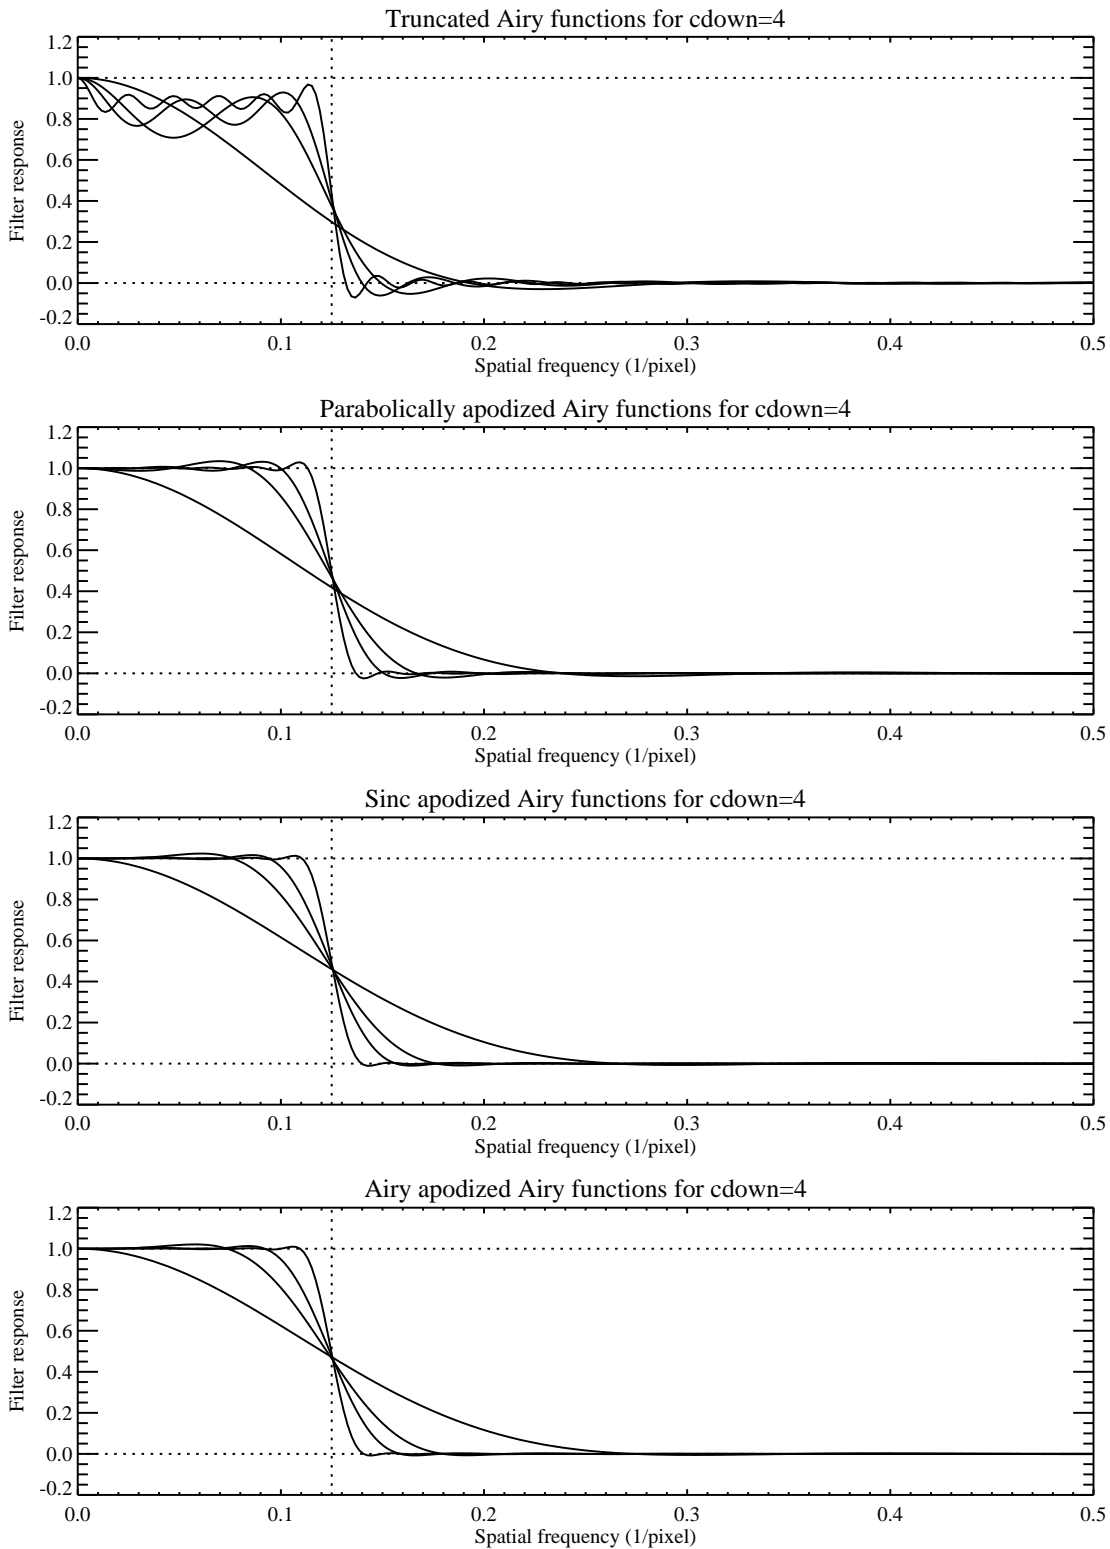 Truncated Airy functions for cdown=4
1.2
1.0
0.8
0.6
0.4
0.2
0.0
-0.2
Filter response
0.0 0.1 0.2 0.3 0.4 0.5
Spatial frequency (1/pixel)
Parabolically apodized Airy functions for cdown=4
1.2
1.0
0.8
0.6
0.4
0.2
0.0
-0.2
Filter response
0.0 0.1 0.2 0.3 0.4 0.5
Spatial frequency (1/pixel)
Sinc apodized Airy functions for cdown=4
1.2
1.0
0.8
0.6
0.4
0.2
0.0
-0.2
Filter response
0.0 0.1 0.2 0.3 0.4 0.5
Spatial frequency (1/pixel)
Airy apodized Airy functions for cdown=4
1.2
1.0
0.8
0.6
0.4
0.2
0.0
-0.2
Filter response
0.0 0.1 0.2 0.3 0.4 0.5
Spatial frequency (1/pixel)